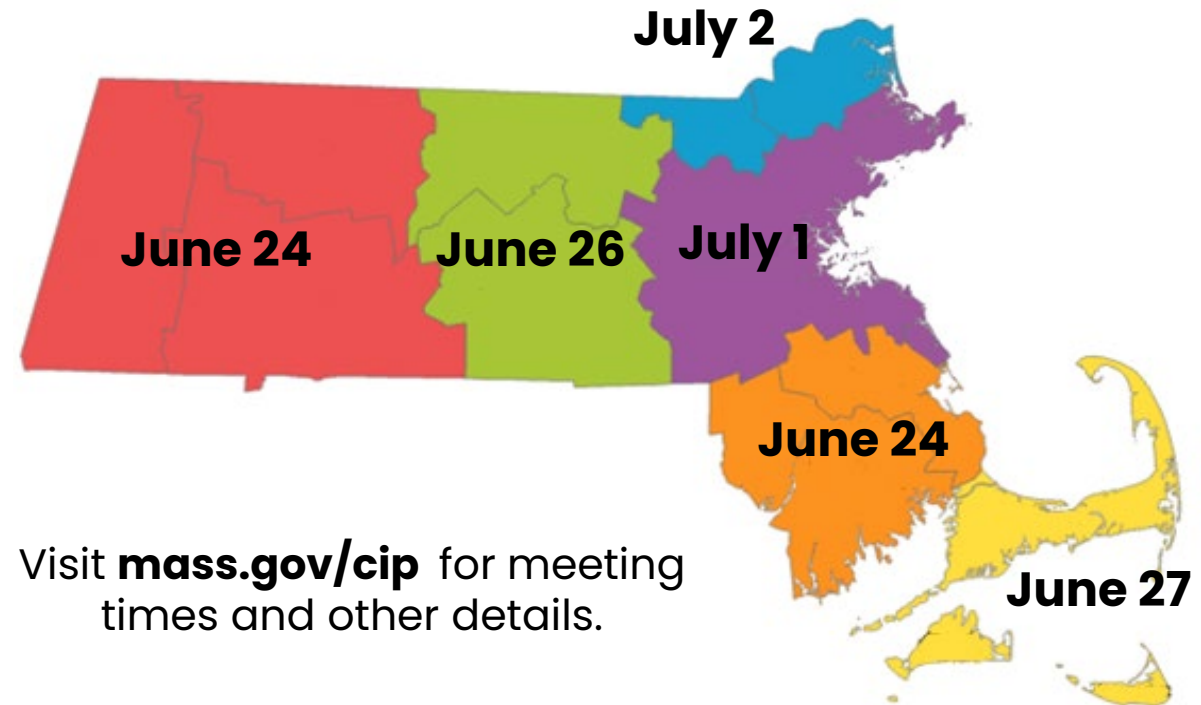 July 2
June 24
June 26
July 1
June 24
June 27
Visit mass.gov/cip for meeting
times and other details.